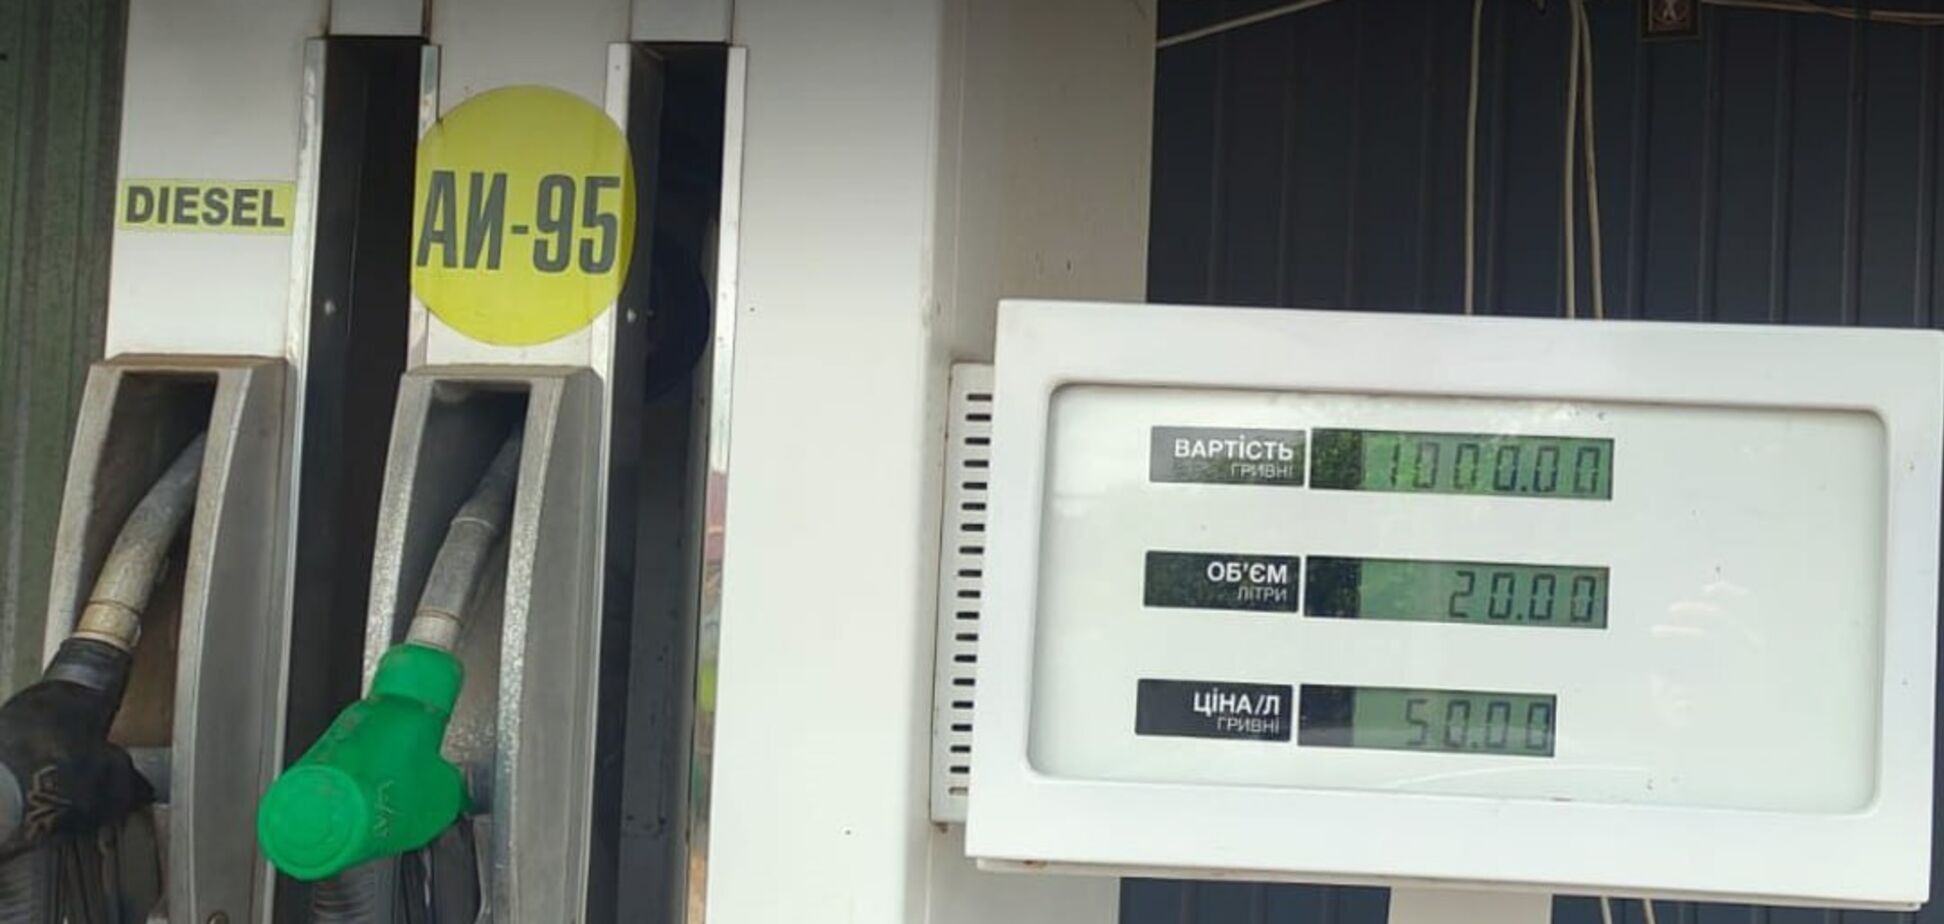 DIESEL
АИ-95
ВАРТіСТЬ
ГРИВНі
1000.00
ОБ'ЄМ
ЛіТРИ
20.00
ЦіНА/Л
ГРИВНі
50.00